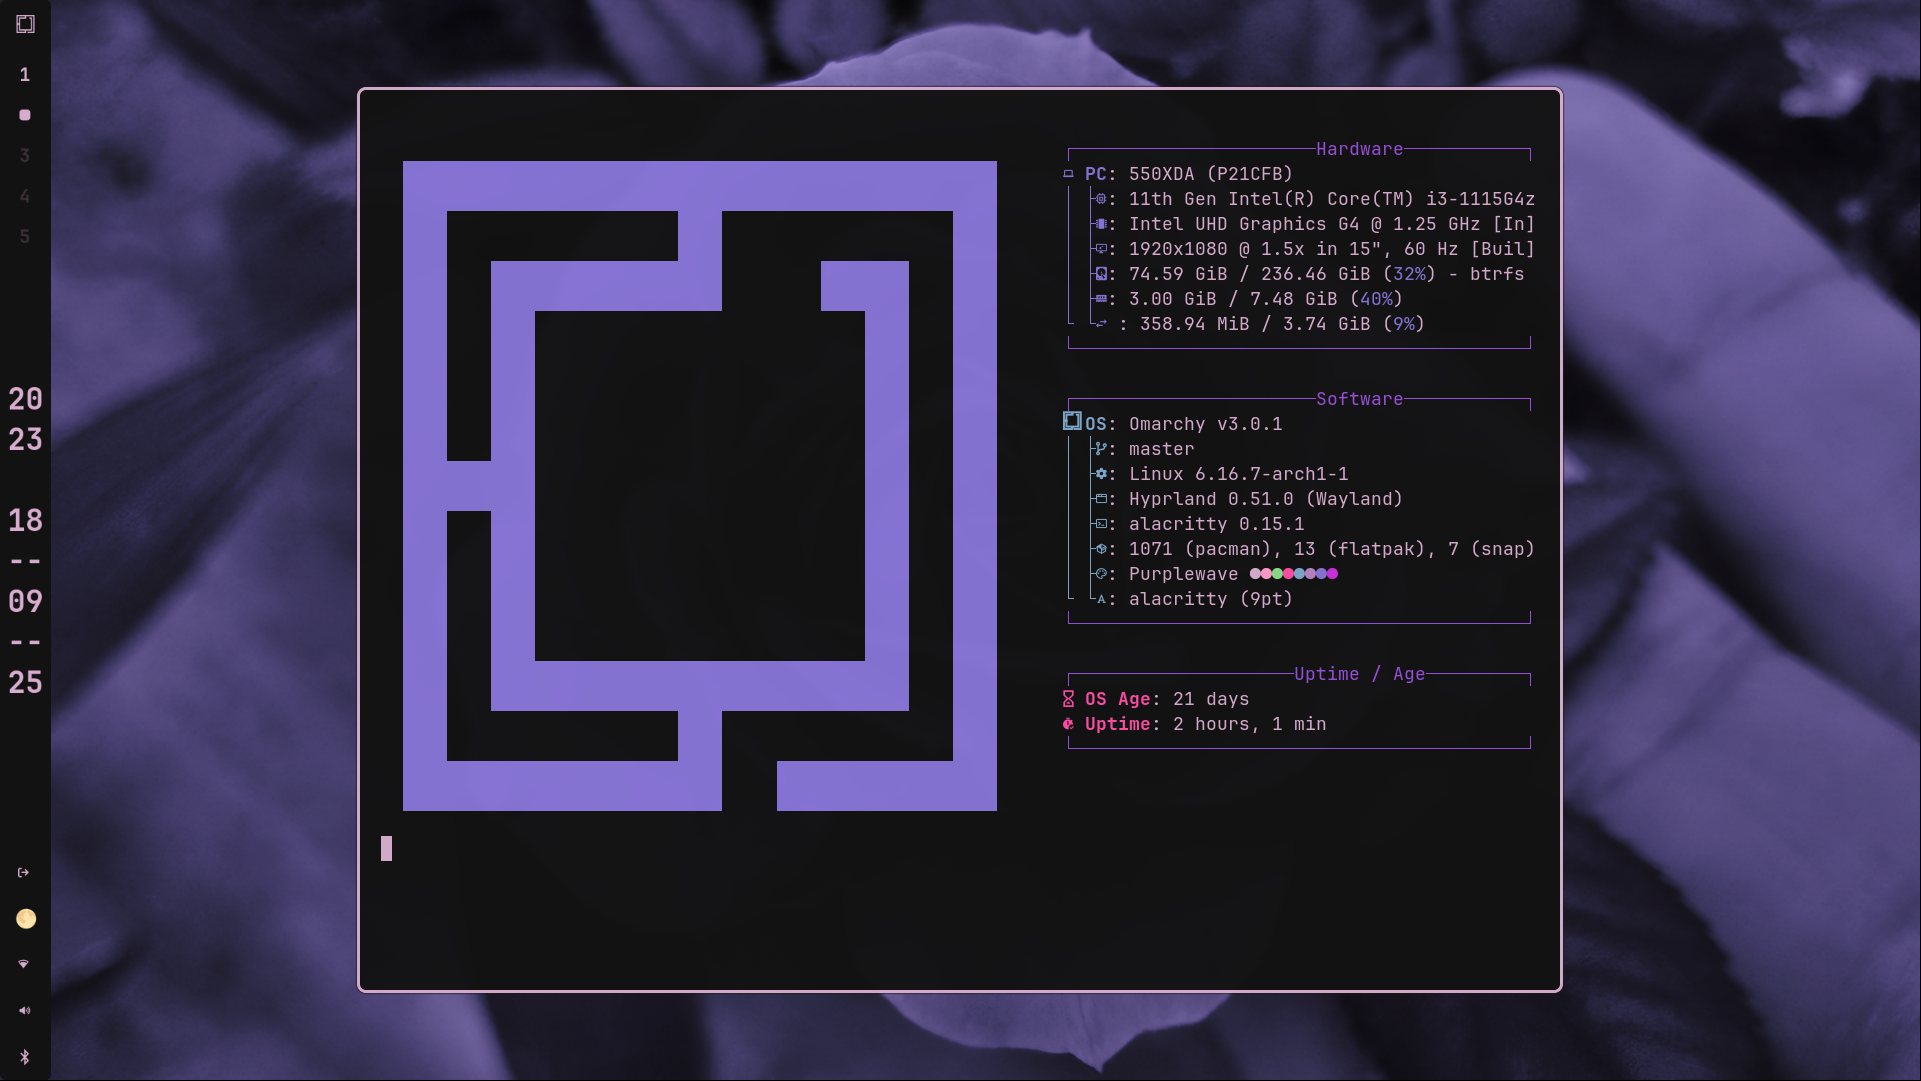 1
3
4
5
20
23
18
--
09
--
25
Hardware
PC: 550XDA (P21CFB)
: 11th Gen Intel(R) Core(TM) i3-1115G4z
: Intel UHD Graphics G4 @ 1.25 GHz [In]
: 1920x1080 @ 1.5x in 15", 60 Hz [Buil]
: 74.59 GiB / 236.46 GiB (32%) - btrfs
: 3.00 GiB / 7.48 GiB (40%)
: 358.94 MiB / 3.74 GiB (9%)
Software
OS: Omarchy v3.0.1
: master
: Linux 6.16.7-arch1-1
: Hyprland 0.51.0 (Wayland)
: alacritty 0.15.1
: 1071 (pacman), 13 (flatpak), 7 (snap)
: Purplewave
: alacritty (9pt)
Uptime / Age
OS Age: 21 days
Uptime: 2 hours, 1 min